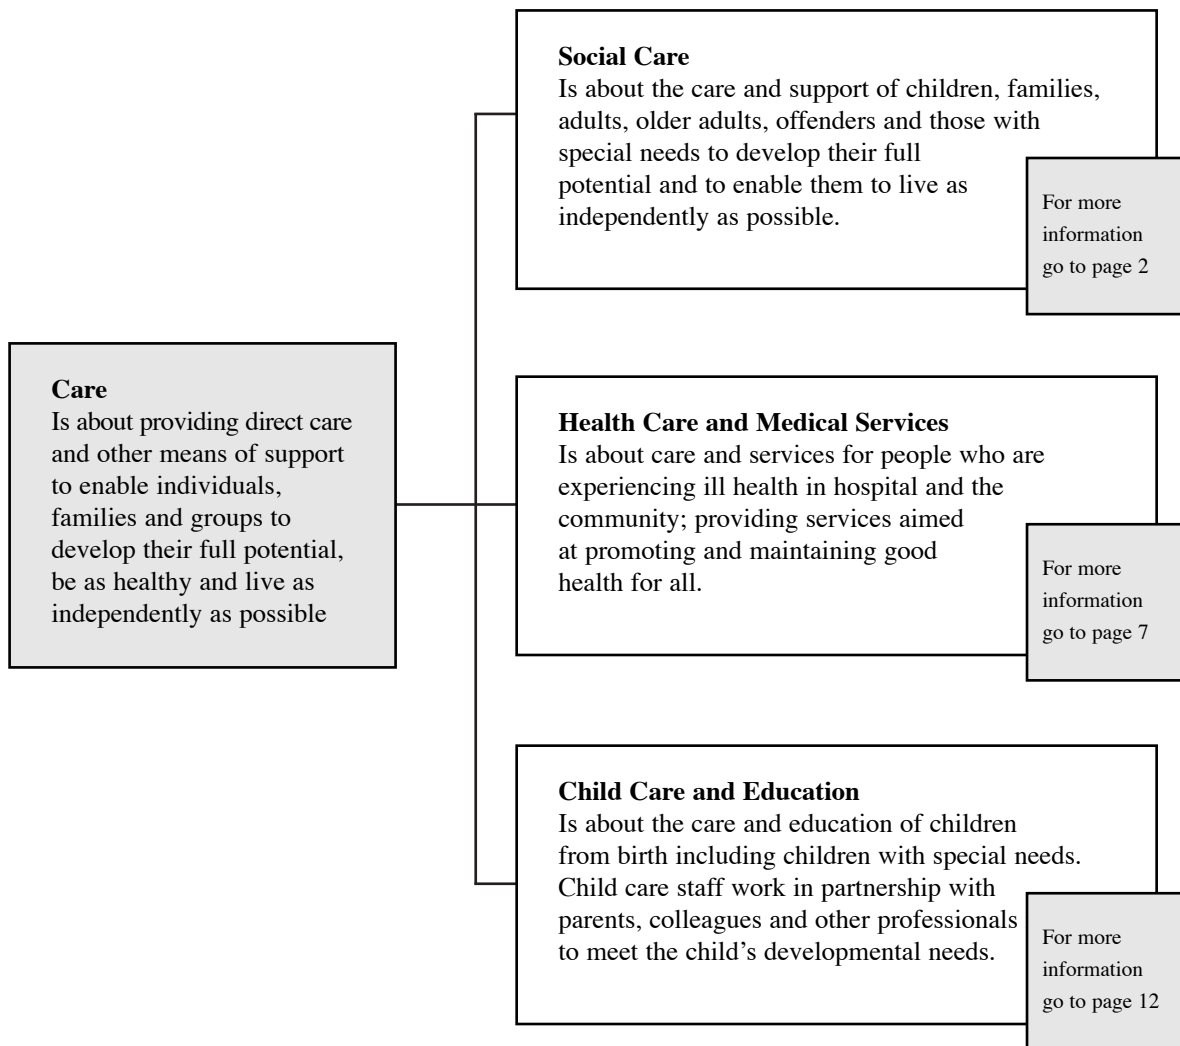 Social Care
Is about the care and support of children, families,
adults, older adults, offenders and those with
special needs to develop their full
potential and to enable them to live as
independently as possible.
For more
information
go to page 2
Care
Is about providing direct care
and other means of support
to enable individuals,
families and groups to
develop their full potential,
be as healthy and live as
independently as possible
Health Care and Medical Services
Is about care and services for people who are
experiencing ill health in hospital and the
community; providing services aimed
at promoting and maintaining good
health for all.
For more
information
go to page 7
Child Care and Education
Is about the care and education of children
from birth including children with special needs.
Child care staff work in partnership with
parents, colleagues and other professionals
to meet the child’s developmental needs.
For more
information
go to page 12